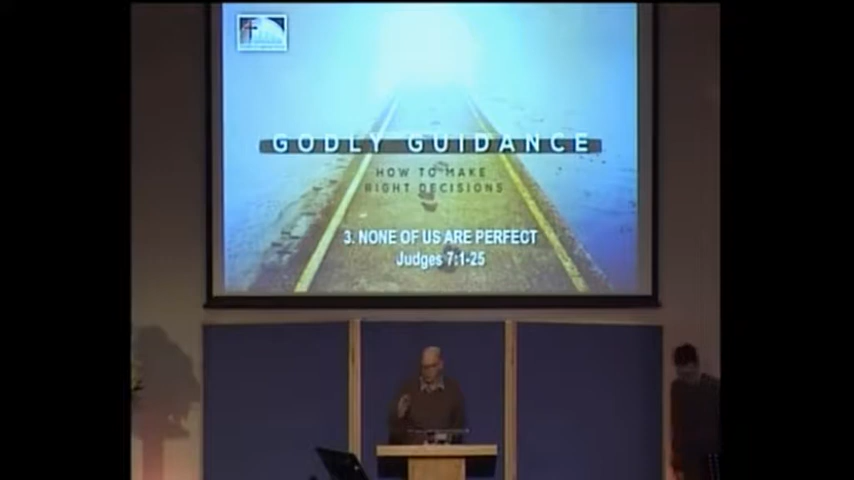 GODLY GUIDANCE
HOW TO MAKE
RIGHT DECISIONS
3. NONE OF US ARE PERFECT
Judges 7:1-25